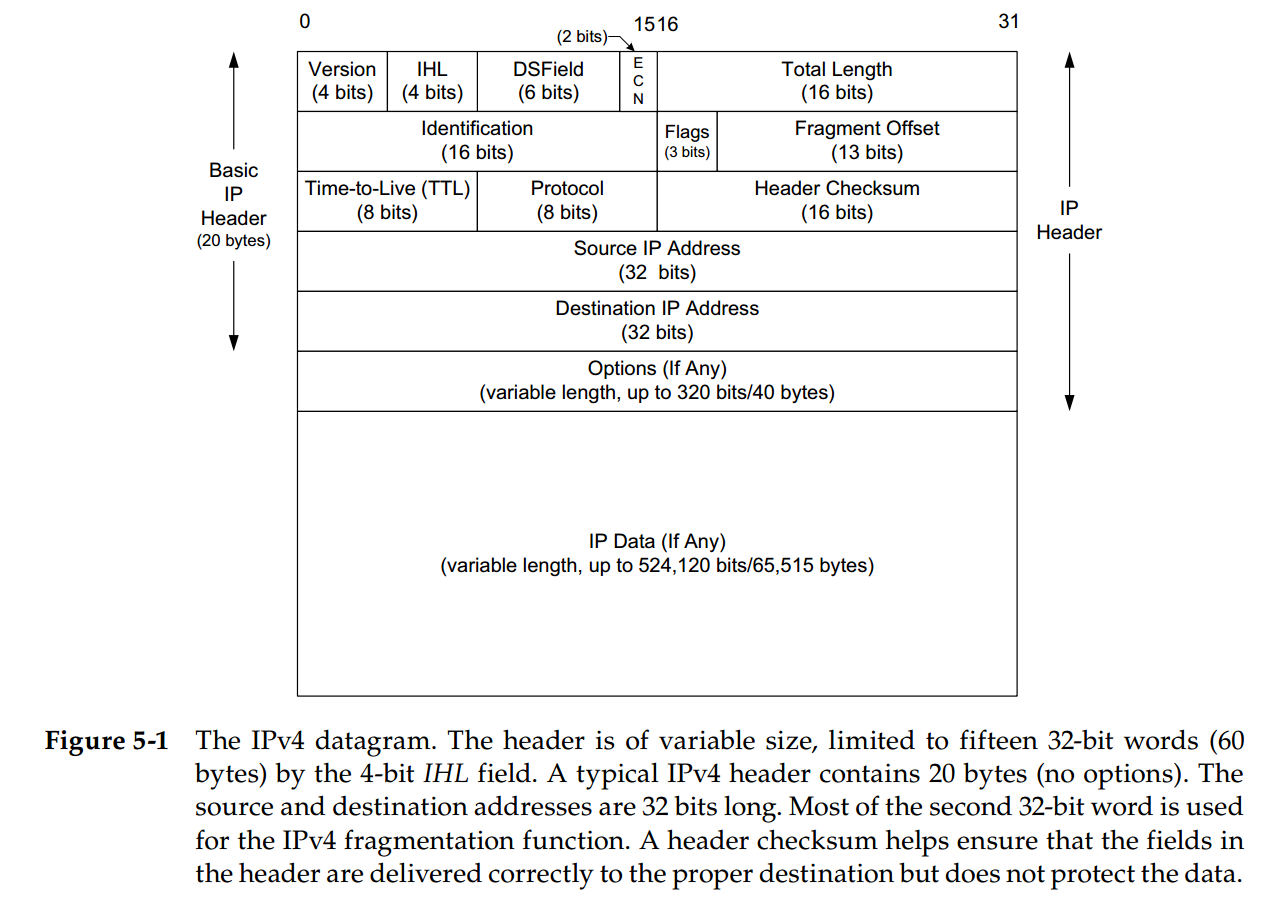 0 1516 31
(2 bits)
Version IHL DSField E C N Total Length
(4 bits) (4 bits) (6 bits) (16 bits)
Identification Flags Fragment Offset
(16 bits) (3 bits) (13 bits)
Time-to-Live (TTL) Protocol Header Checksum
(8 bits) (8 bits) (16 bits)
Source IP Address
(32 bits)
Destination IP Address
(32 bits)
Options (If Any)
(variable length, up to 320 bits/40 bytes)
IP Data (If Any)
(variable length, up to 524,120 bits/65,515 bytes)
Basic
IP
Header
(20 bytes)
IP
Header
Figure 5-1 The IPv4 datagram. The header is of variable size, limited to fifteen 32-bit words (60
bytes) by the 4-bit IHL field. A typical IPv4 header contains 20 bytes (no options). The
source and destination addresses are 32 bits long. Most of the second 32-bit word is used
for the IPv4 fragmentation function. A header checksum helps ensure that the fields in
the header are delivered correctly to the proper destination but does not protect the data.